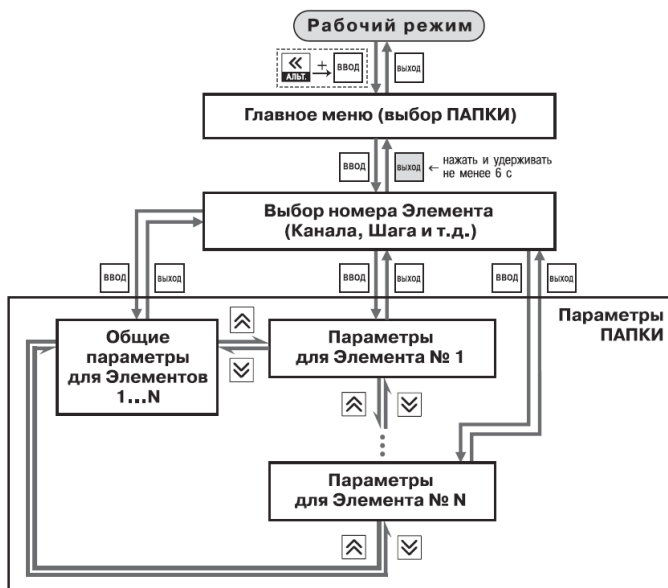 Рабочий режим
АЛЬТ.
+
ВВОД
ВЫХОД
Главное меню (выбор ПАПКИ)
ВВОД
ВЫХОД
нажать и удерживать
не менее 6 с
Выбор номера Элемента
(Канала, Шага и т.д.)
ВВОД
ВЫХОД
ВВОД
ВЫХОД
ВВОД
ВЫХОД
Параметры
ПАПКИ
Общие
параметры
для Элементов
1...N
Параметры
для Элемента № 1
Параметры
для Элемента № N